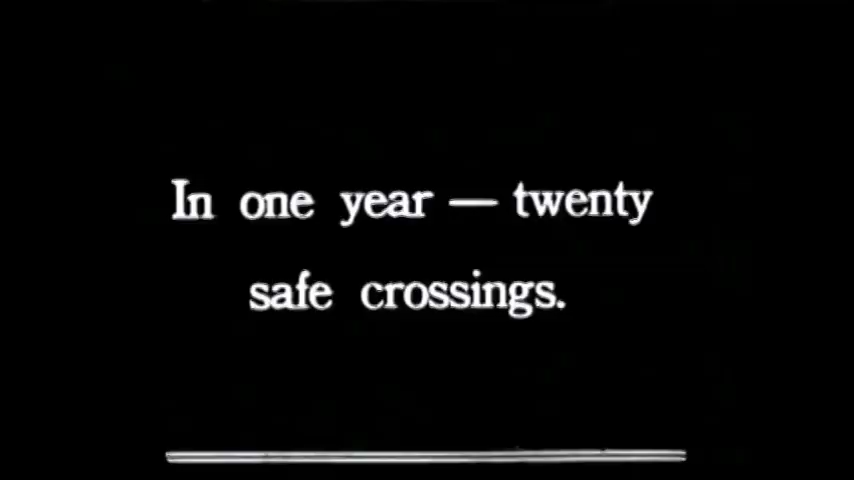 In one year — twenty
safe crossings.